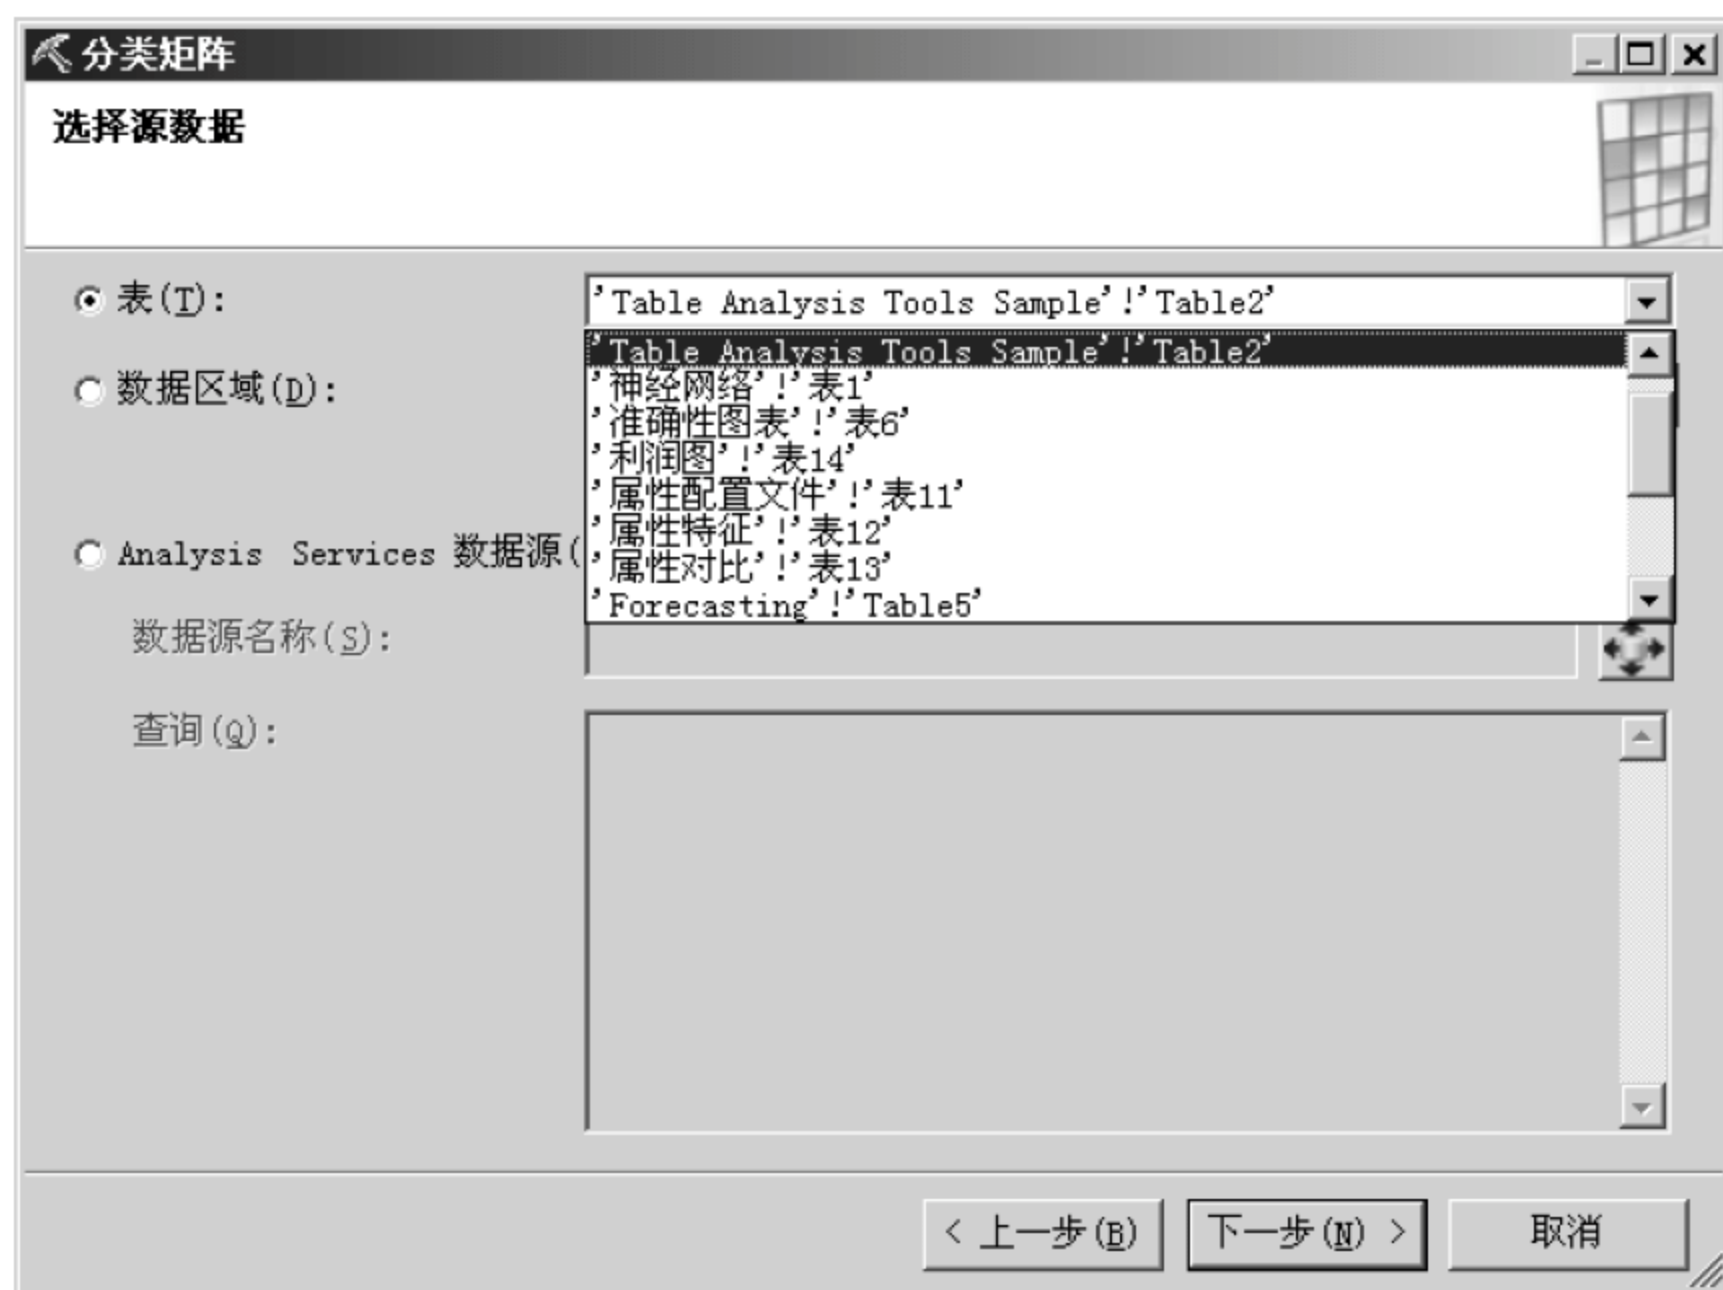 分类矩阵
选择源数据
表(T):
'Table Analysis Tools Sample'!'Table2'
'Table Analysis Tools Sample'!'Table2'
'神经网络'!'表1'
'准确性图表'!'表6'
'利润图'!'表14'
'属性配置文件'!'表11'
'属性特征'!'表12'
'属性对比'!'表13'
'Forecasting'!'Table5'
数据区域(D):
Analysis Services 数据源(
数据源名称(S):
查询(Q):
< 上一步(B)
下一步(N) >
取消